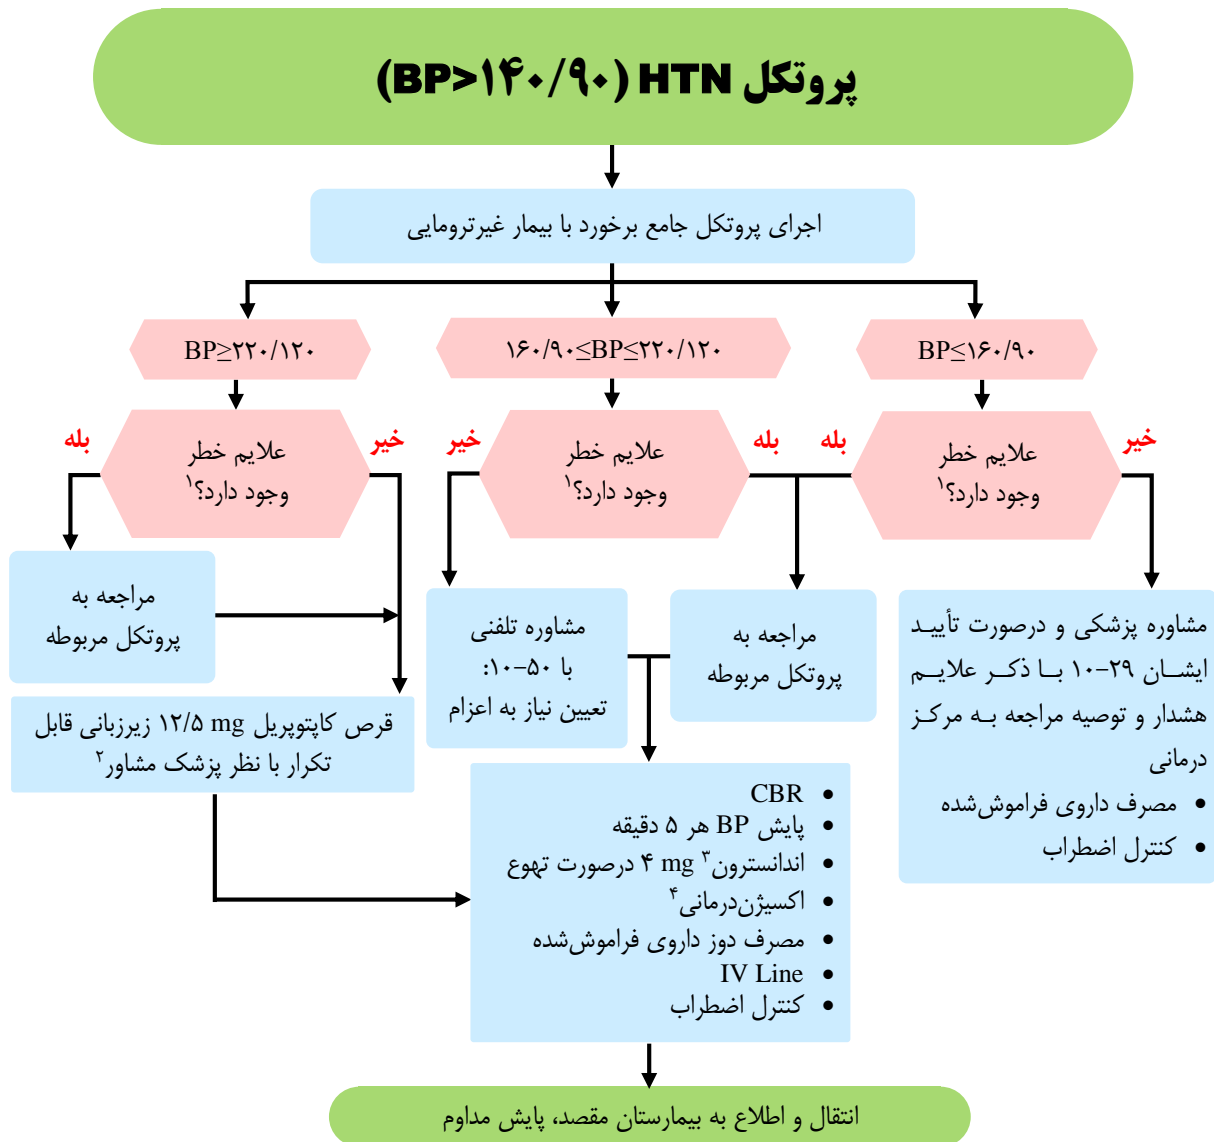 پروتکل HTN (BP>۱۴۰/۹۰)
اجرای پروتکل جامع برخورد با بیمار غیرترومایی
BP≤۱۶۰/۹۰
۱۶۰/۹۰≤BP≤۲۲۰/۱۲۰
BP≥۲۲۰/۱۲۰
خیر
علایم خطر
وجود دارد؟۱
بله
بله
علایم خطر
وجود دارد؟۱
خیر
خیر
علایم خطر
وجود دارد؟۱
بله
مشاوره پزشکی و درصورت تأیید
ایشان ۲۹-۱۰ با ذکر علایم
هشدار و توصیه مراجعه به مرکز
درمانی
• مصرف داروی فراموش‌شده
• کنترل اضطراب
مراجعه به
پروتکل مربوطه
مشاوره تلفنی
با ۵۰-۱۰:
تعیین نیاز به اعزام
مراجعه به
پروتکل مربوطه
قرص کاپتوپریل ۱۲/۵ mg زیرزبانی قابل
تکرار با نظر پزشک مشاور۲
• CBR
• پایش BP هر ۵ دقیقه
• اندانسترون۳ ۴ mg درصورت تهوع
• اکسیژن‌درمانی۴
• مصرف دوز داروی فراموش‌شده
• IV Line
• کنترل اضطراب
انتقال و اطلاع به بیمارستان مقصد، پایش مداوم